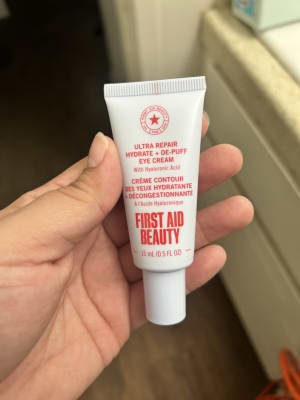 ULTRA REPAIR
HYDRATE + DE-PUFF
EYE CREAM
With Hyaluronic Acid
CRÈME CONTOUR
DES YEUX HYDRATANTE
+ DÉCONGESTIONNANTE
À l'Acide Hyaluronique
FIRST AID
BEAUTY
15 mL (0.5 FL OZ)